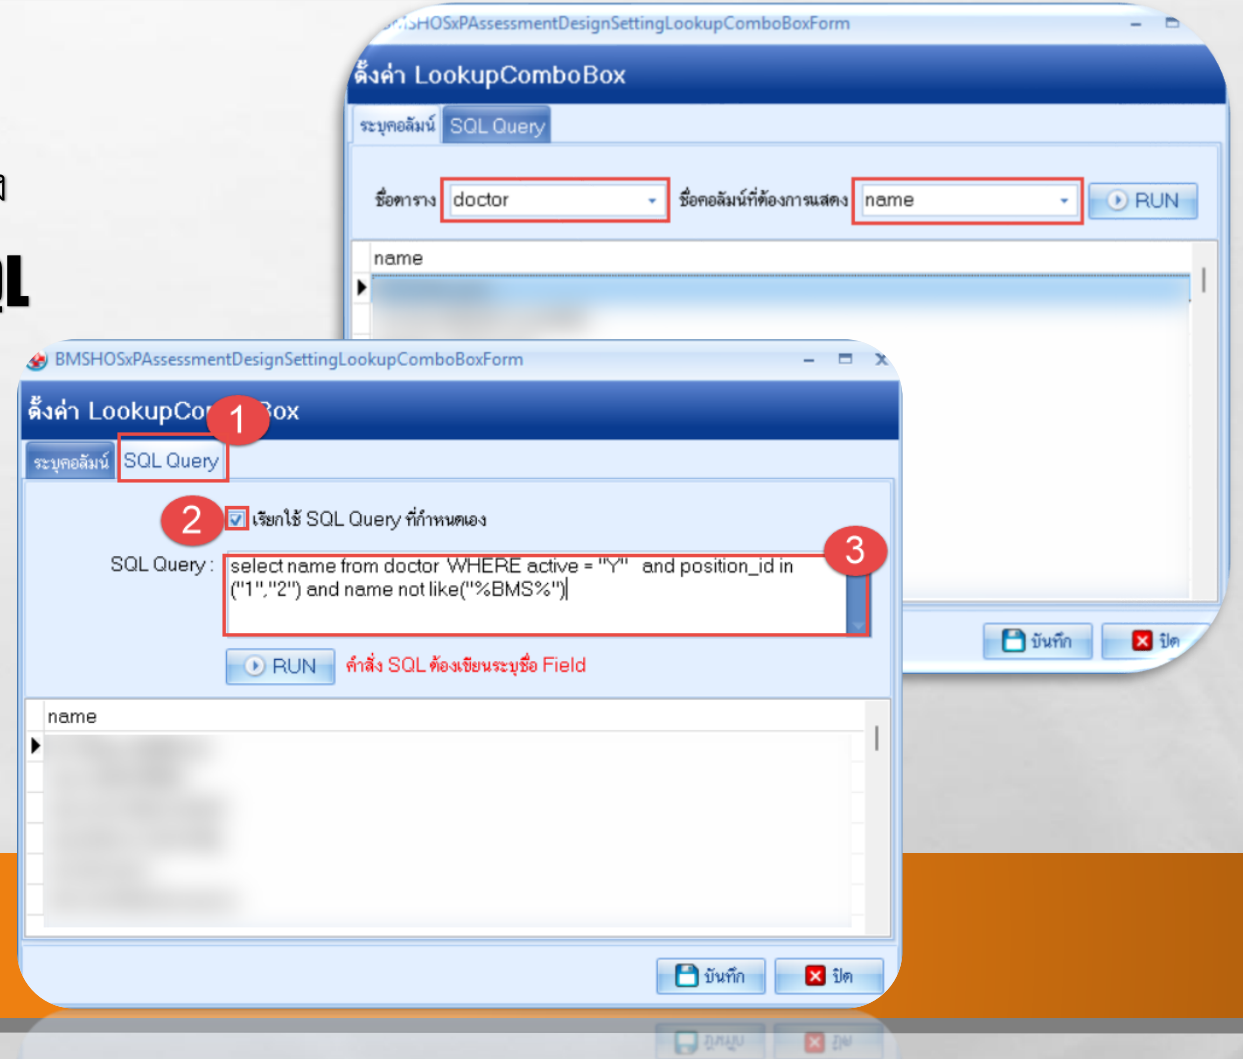 BMSHOSxPAssessmentDesignSettingLookupComboBoxForm
ตั้งค่า LookupComboBox
ระบุคอลัมน์ SQL Query
ชื่อตาราง doctor ชื่อคอลัมน์ที่ต้องการแสดง name RUN
name
บันทึก ปิด
BMSHOSxPAssessmentDesignSettingLookupComboBoxForm
ตั้งค่า LookupComboBox
1
ระบุคอลัมน์ SQL Query
2 เรียกใช้ SQL Query ที่กำหนดเอง
3
SQL Query : select name from doctor WHERE active = "Y" and position_id in
("1","2") and name not like("%BMS%")
RUN คำสั่ง SQL ต้องเขียนระบุชื่อ Field
name
บันทึก ปิด